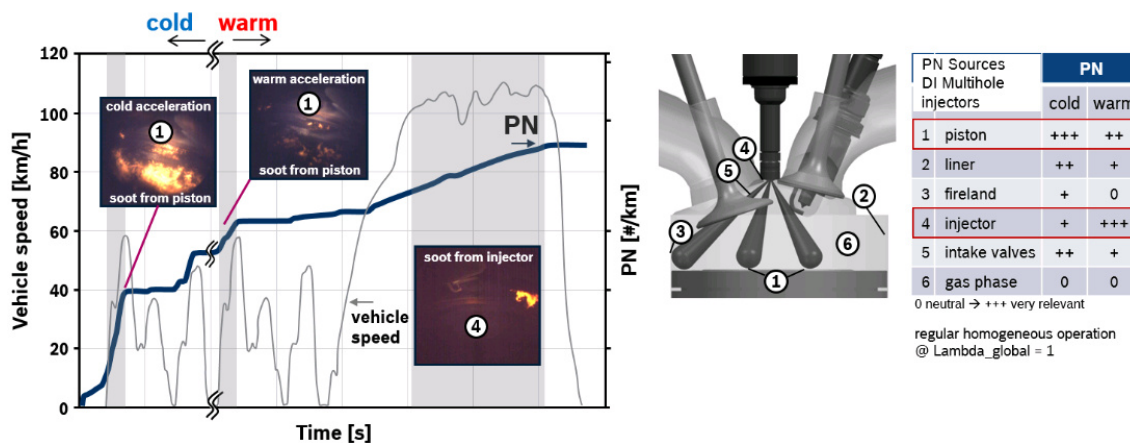 cold warm
120
100
80
60
40
20
0
Vehicle speed [km/h]
Time [s]
PN [#/km]
cold acceleration
1
soot from piston
warm acceleration
1
soot from piston
PN
soot from injector
4
vehicle
speed
4
5
2
3
6
1
PN Sources
DI Multihole
injectors
PN
cold warm
1 piston +++ ++
2 liner ++ +
3 fireland + 0
4 injector + +++
5 intake valves ++ +
6 gas phase 0 0
0 neutral → +++ very relevant
regular homogeneous operation
@ Lambda_global = 1